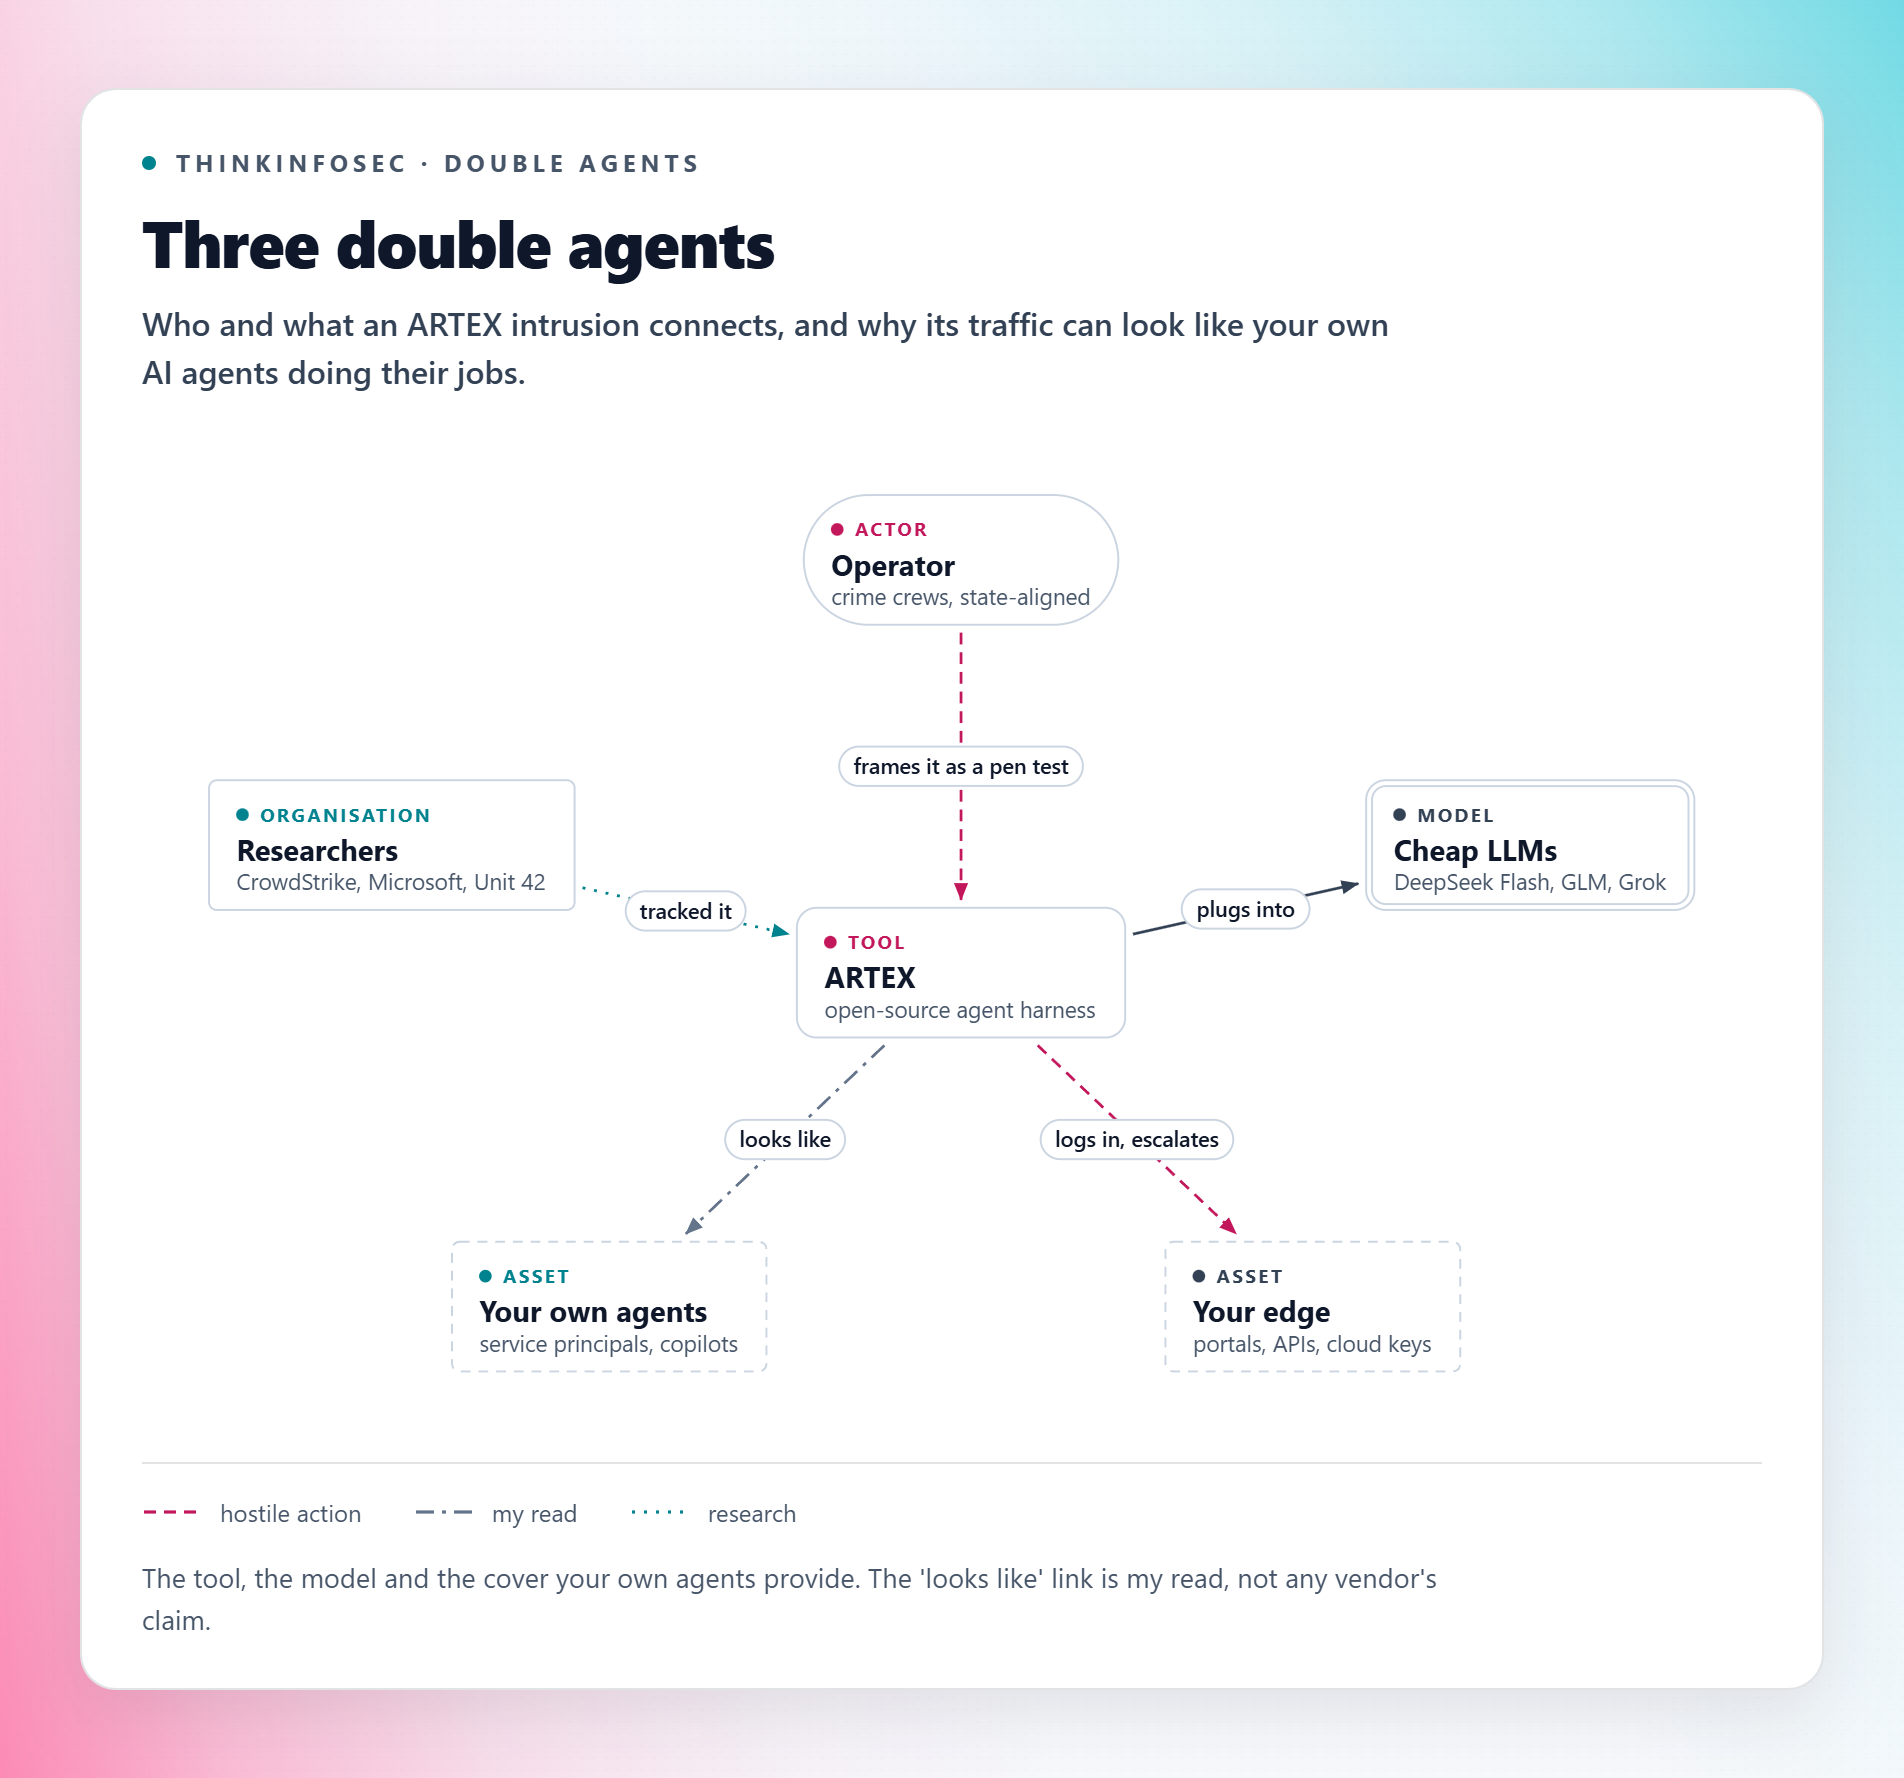 THINKINFOSEC · DOUBLE AGENTS
Three double agents
Who and what an ARTEX intrusion connects, and why its traffic can look like your own
AI agents doing their jobs.
ACTOR
Operator
crime crews, state-aligned
frames it as a pen test
ORGANISATION
Researchers
CrowdStrike, Microsoft, Unit 42
tracked it
MODEL
Cheap LLMs
DeepSeek Flash, GLM, Grok
plugs into
TOOL
ARTEX
open-source agent harness
looks like
logs in, escalates
ASSET
Your own agents
service principals, copilots
ASSET
Your edge
portals, APIs, cloud keys
hostile action
my read
research
The tool, the model and the cover your own agents provide. The 'looks like' link is my read, not any vendor's
claim.